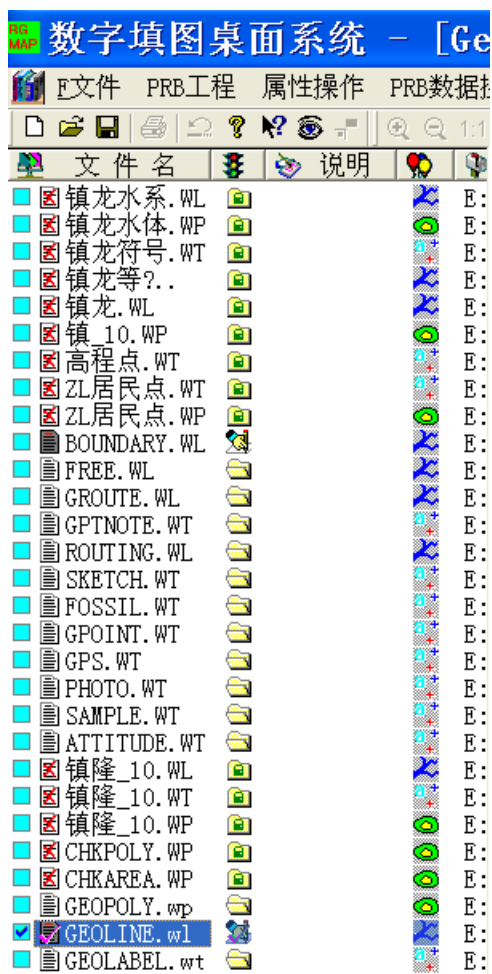 RG MAP 数字填图桌面系统 - [Ge
F文件 PRB工程 属性操作 PRB数据
1:1
文件名 说明
镇龙水系.WL E:
镇龙水体.WP E:
镇龙符号.WT E:
镇龙等?.. E:
镇龙.WL E:
镇_10.WP E:
高程点.WT E:
ZL居民点.WT E:
ZL居民点.WP E:
BOUNDARY.WL E:
FREE.WL E:
GROUTE.WL E:
GPTNOTE.WT E:
ROUTING.WL E:
SKETCH.WT E:
FOSSIL.WT E:
GPOINT.WT E:
GPS.WT E:
PHOTO.WT E:
SAMPLE.WT E:
ATTITUDE.WT E:
镇隆_10.WL E:
镇隆_10.WT E:
镇隆_10.WP E:
CHKPOLY.WP E:
CHKAREA.WP E:
GEOPOLY.wp E:
GEOLINE.wl E:
GEOLABEL.wt E: